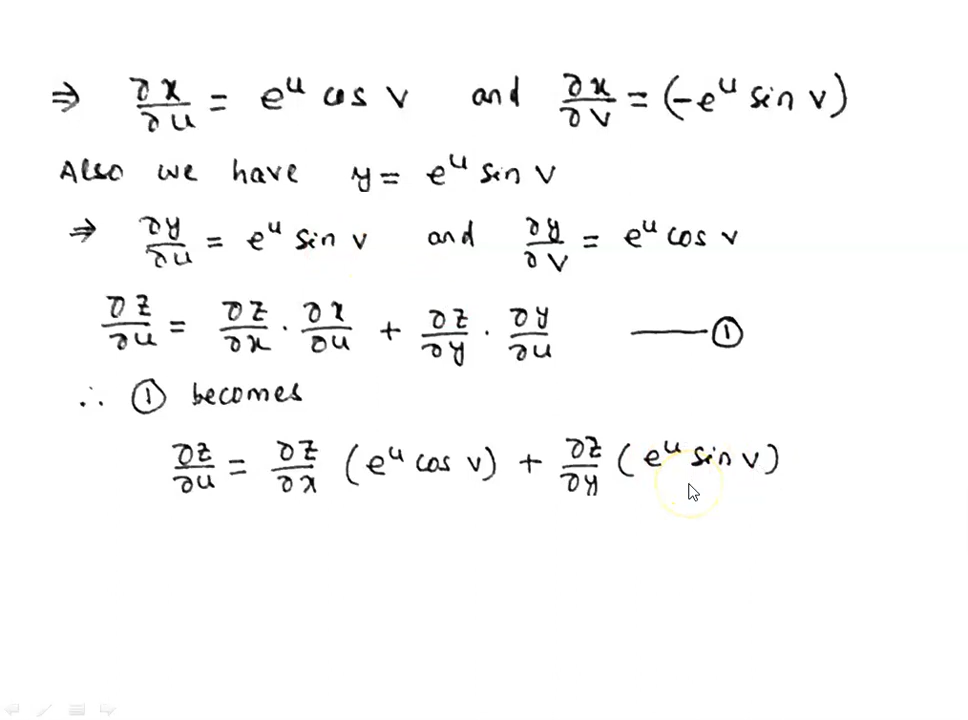 ⇒ ∂x/∂u = e^u cos v and ∂x/∂v = (-e^u sin v)
Also we have y = e^u sin v
⇒ ∂y/∂u = e^u sin v and ∂y/∂v = e^u cos v
∂z/∂u = ∂z/∂x · ∂x/∂u + ∂z/∂y · ∂y/∂u —— ①
∴ ① becomes
∂z/∂u = ∂z/∂x (e^u cos v) + ∂z/∂y (e^u sin v)